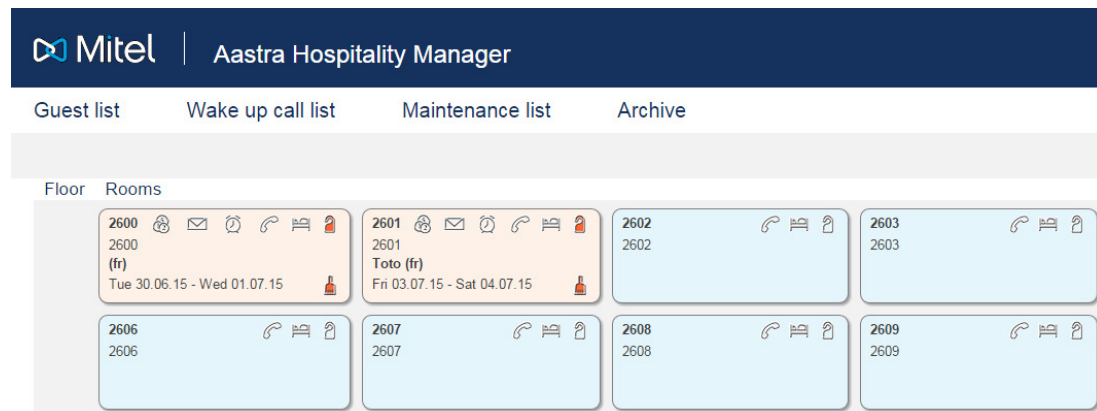 Mitel | Aastra Hospitality Manager
Guest list Wake up call list Maintenance list Archive
Floor Rooms
2600
2600
(fr)
Tue 30.06.15 - Wed 01.07.15
2601
2601
Toto (fr)
Fri 03.07.15 - Sat 04.07.15
2602
2602
2603
2603
2606
2606
2607
2607
2608
2608
2609
2609